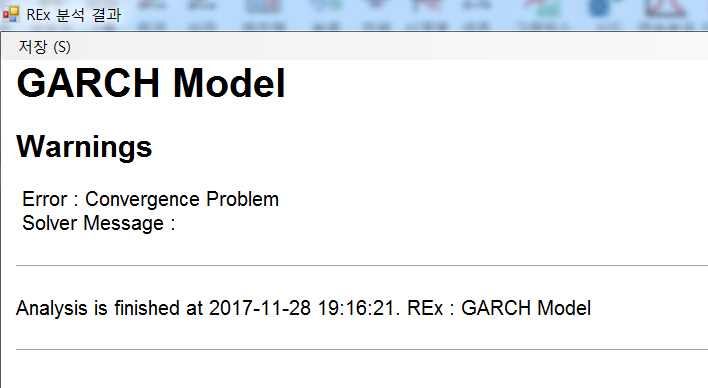 REx 분석 결과
저장 (S)
GARCH Model
Warnings
Error : Convergence Problem
Solver Message :
Analysis is finished at 2017-11-28 19:16:21. REx : GARCH Model